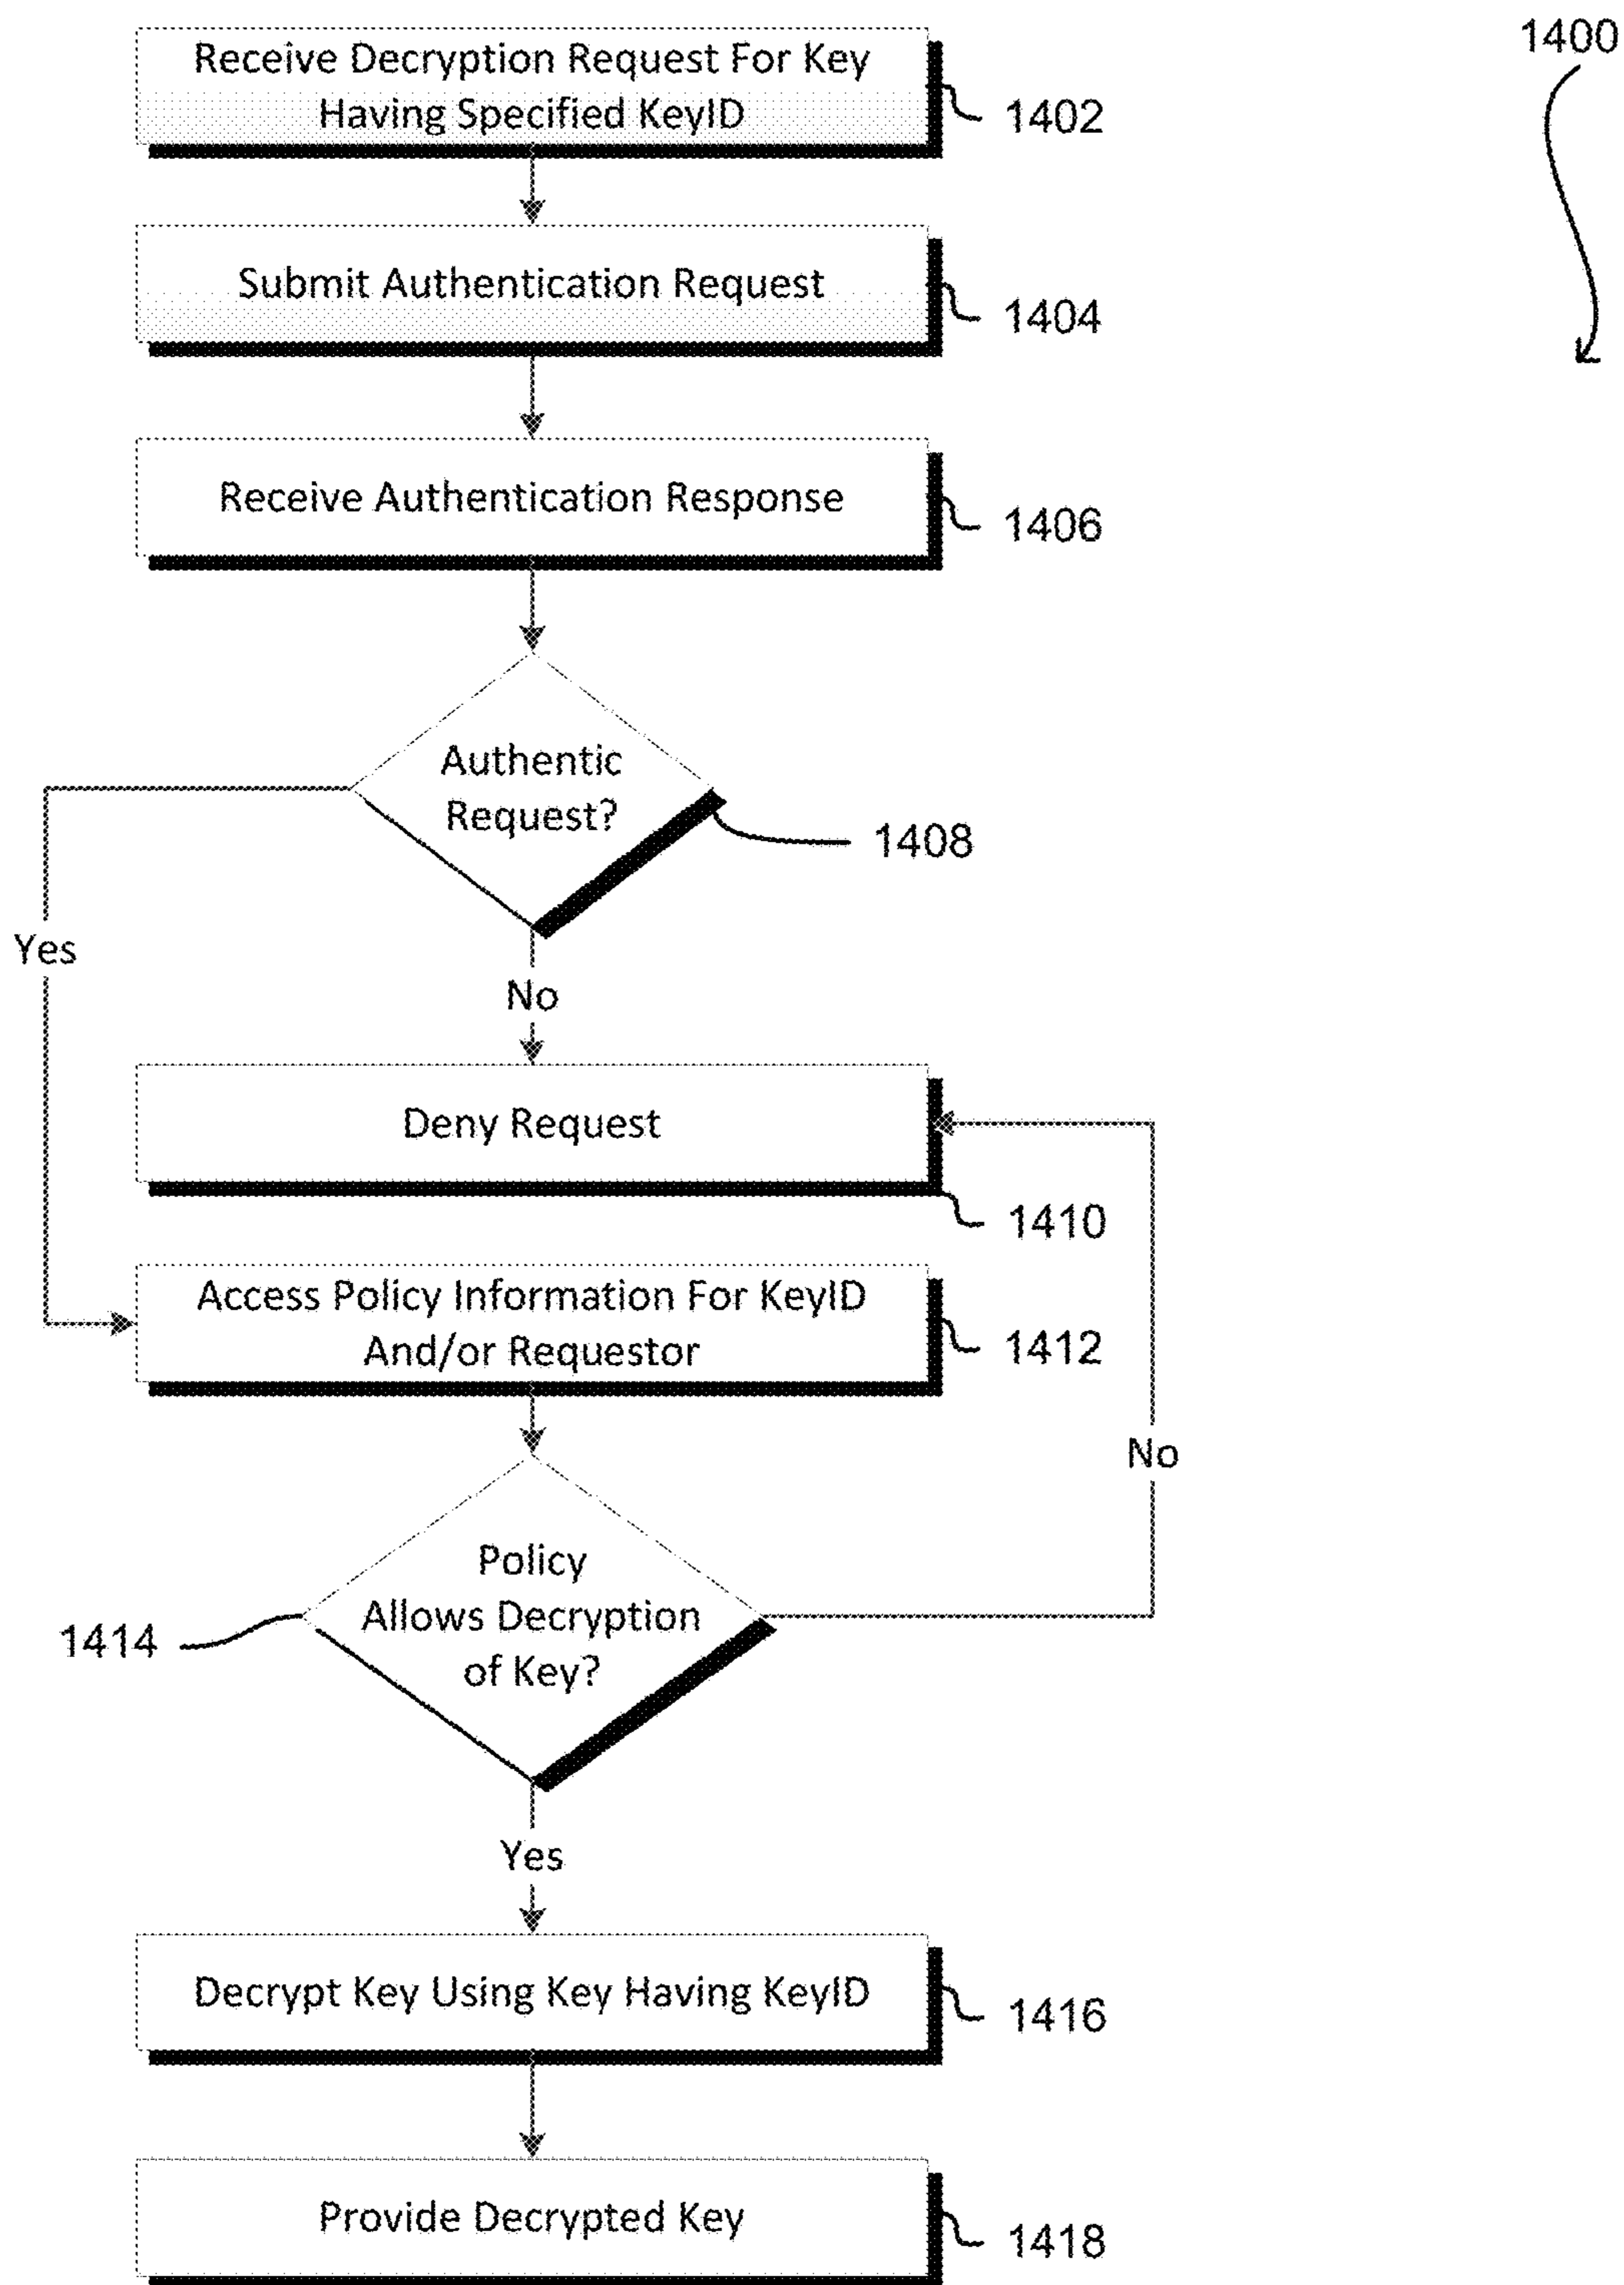 1400
Receive Decryption Request For Key
Having Specified KeyID
1402
Submit Authentication Request
1404
Receive Authentication Response
1406
Authentic
Request?
1408
Yes
No
Deny Request
1410
Access Policy Information For KeyID
And/or Requestor
1412
No
Policy
Allows Decryption
of Key?
1414
Yes
Decrypt Key Using Key Having KeyID
1416
Provide Decrypted Key
1418